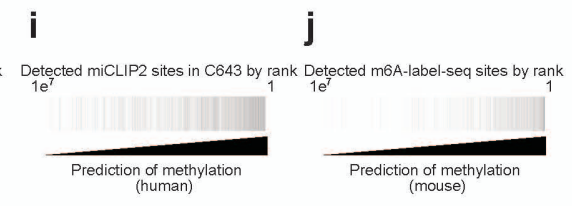 i
j
k
Detected miCLIP2 sites in C643 by rank
Detected m6A-label-seq sites by rank
1e⁷ 1
1e⁷ 1
Prediction of methylation
(human)
Prediction of methylation
(mouse)